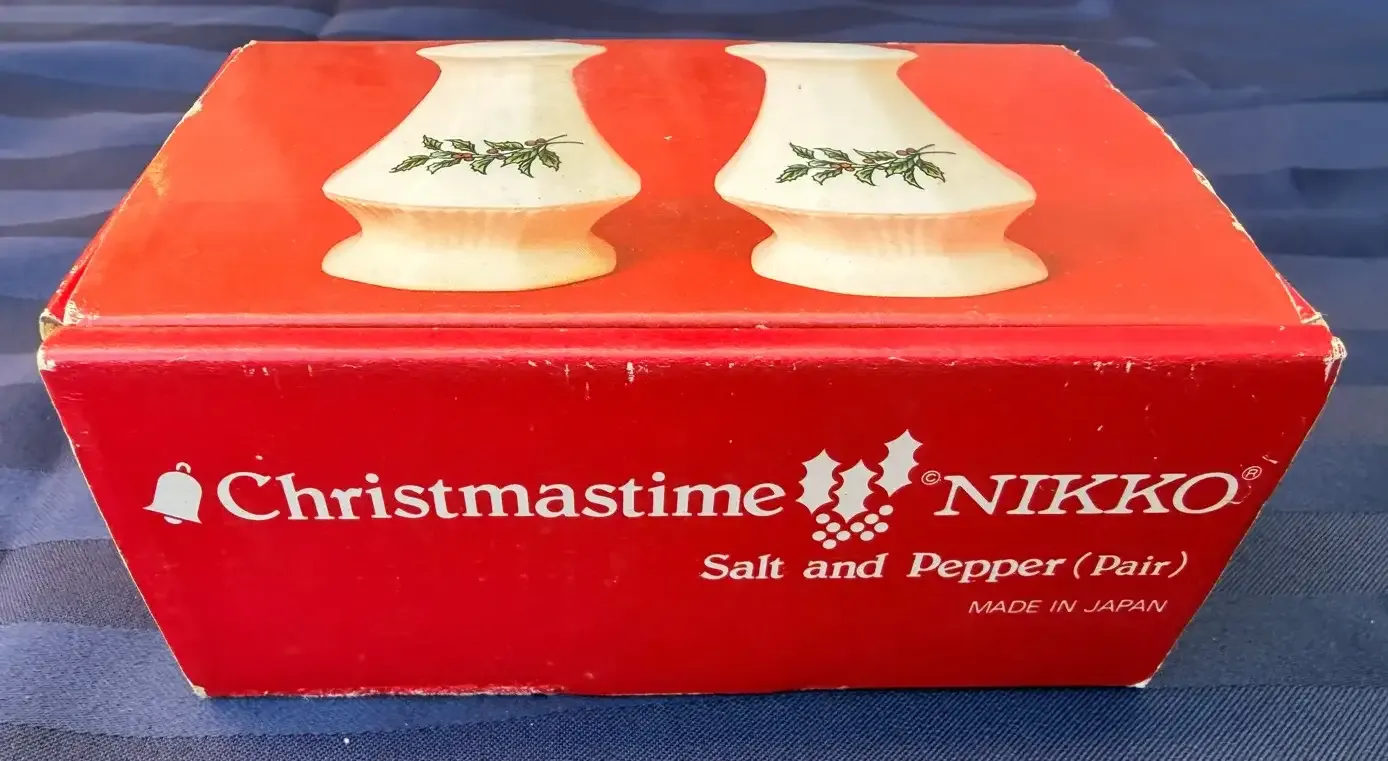 Christmastime © NIKKO®
Salt and Pepper (Pair)
MADE IN JAPAN